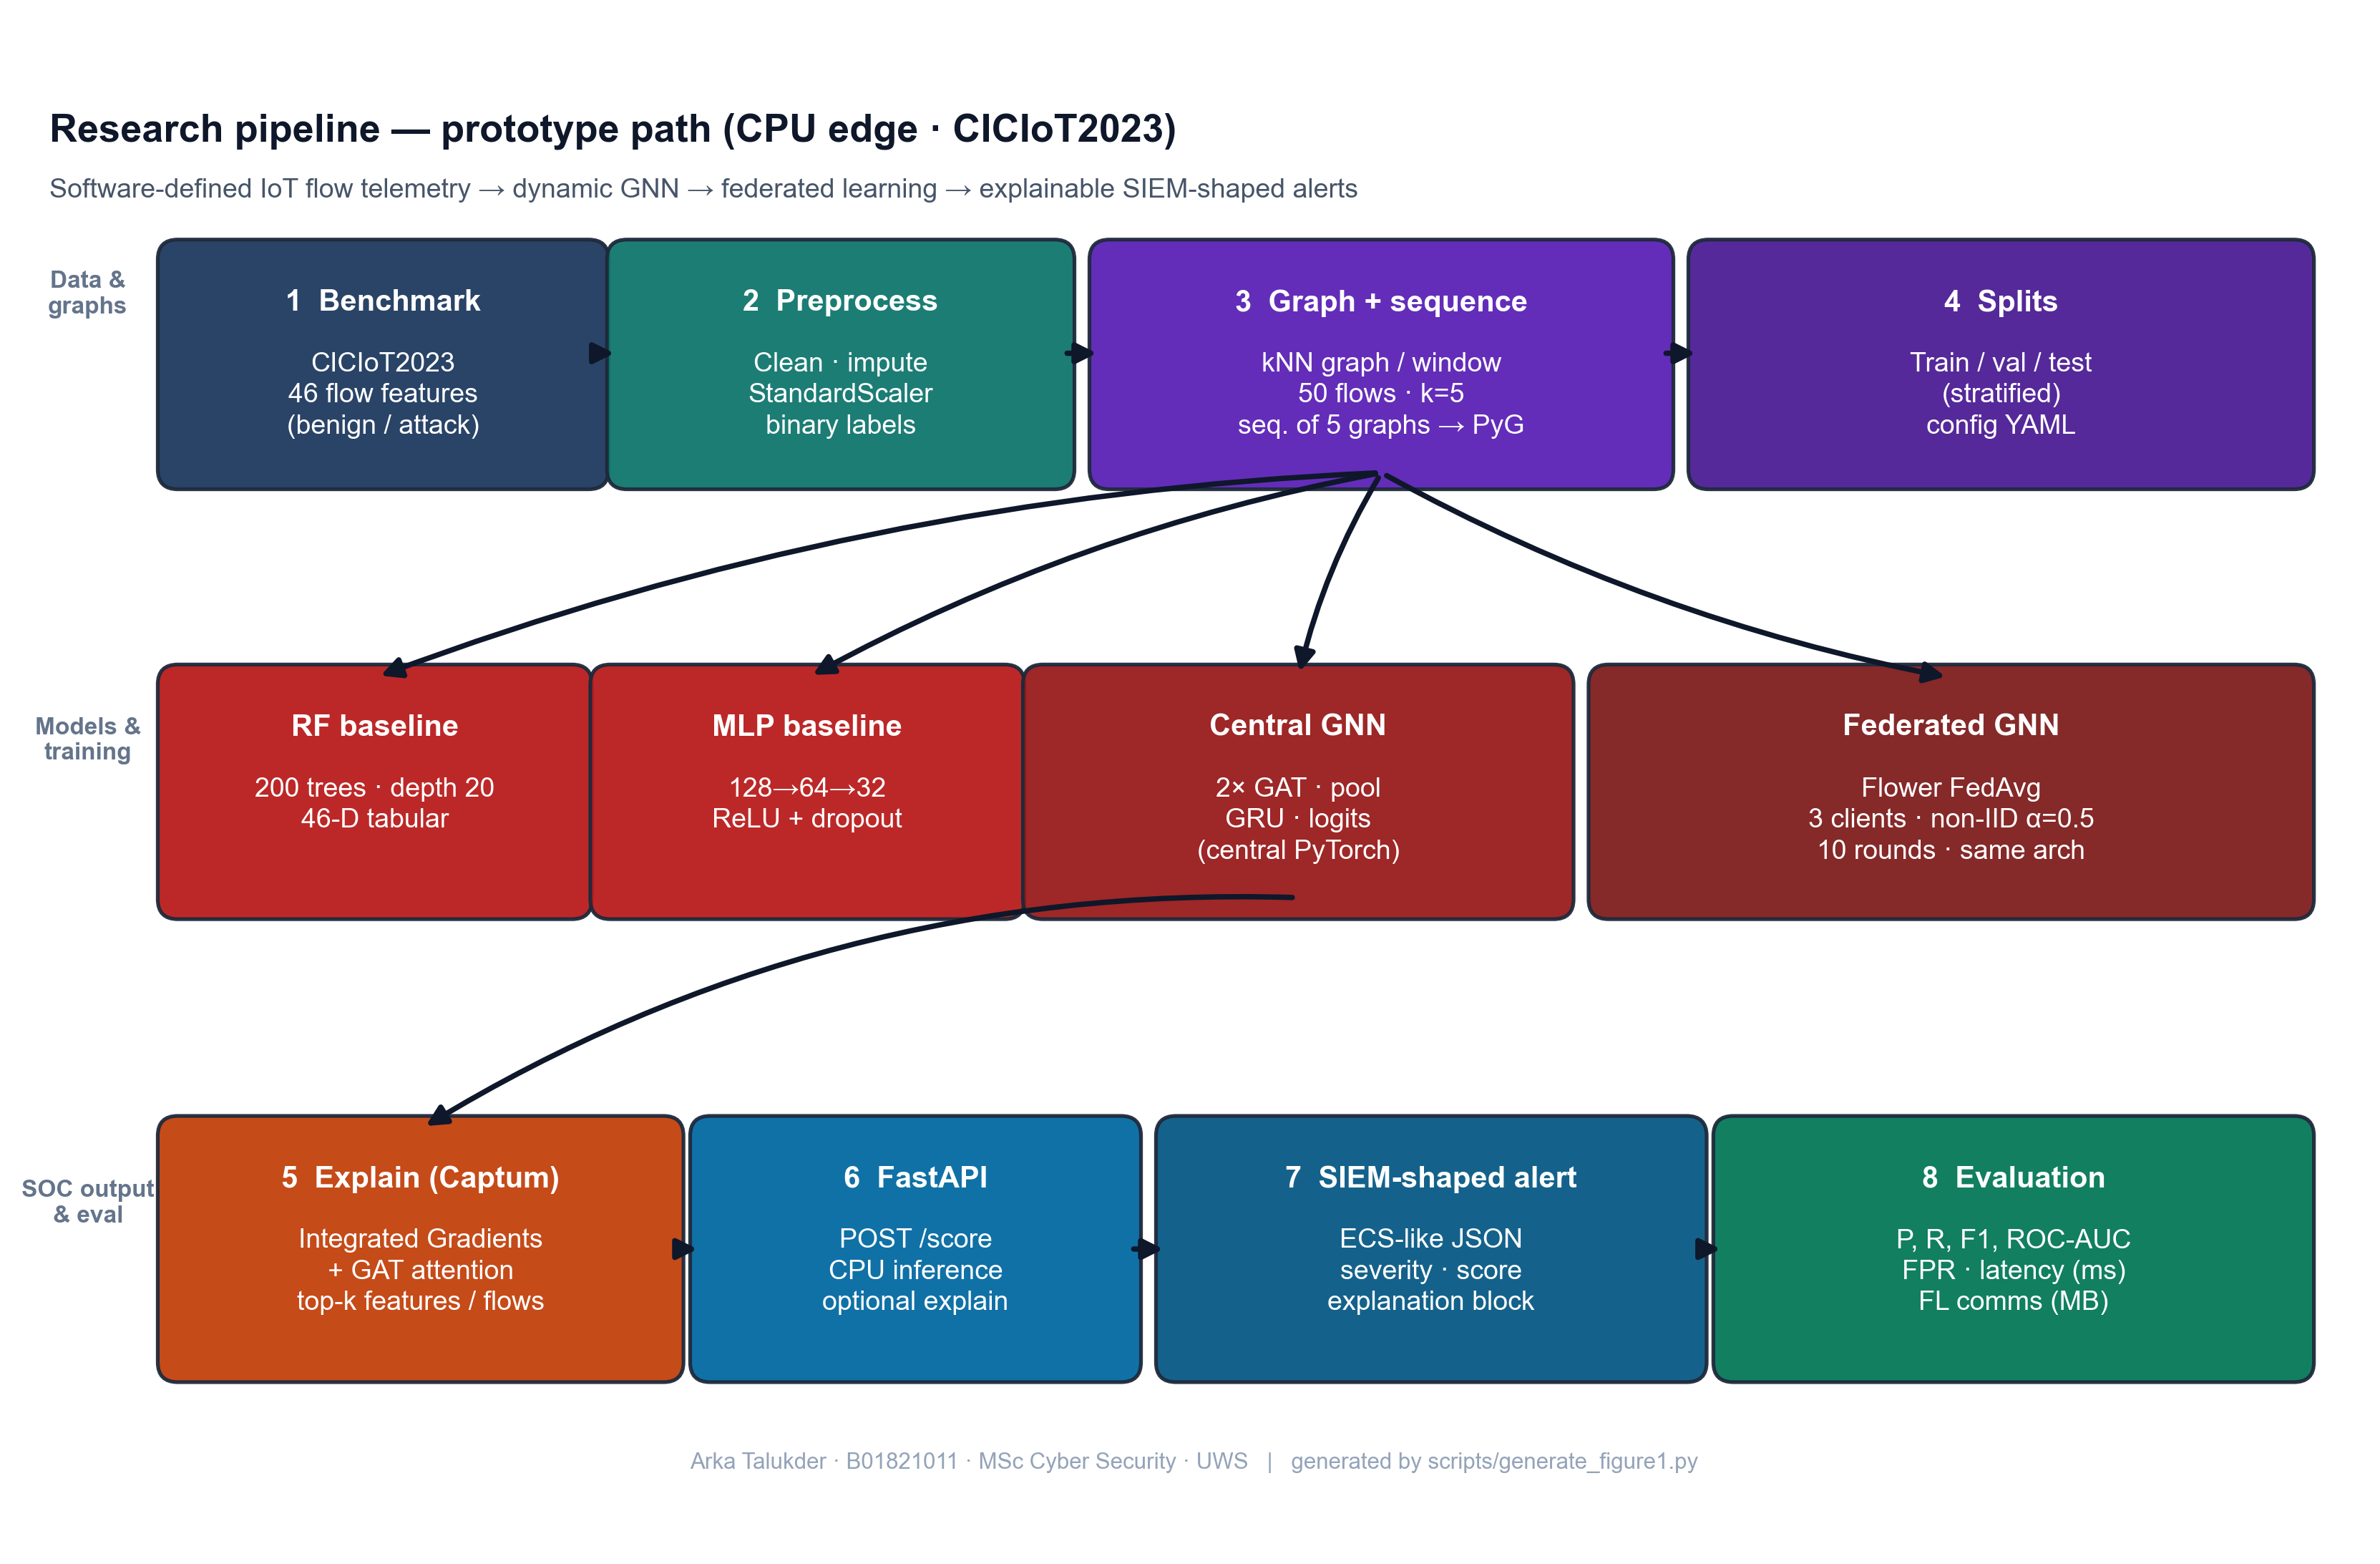 Research pipeline — prototype path (CPU edge · CICIoT2023)
Software-defined IoT flow telemetry → dynamic GNN → federated learning → explainable SIEM-shaped alerts
Data &
graphs
1 Benchmark
CICIoT2023
46 flow features
(benign / attack)
2 Preprocess
Clean · impute
StandardScaler
binary labels
3 Graph + sequence
kNN graph / window
50 flows · k=5
seq. of 5 graphs → PyG
4 Splits
Train / val / test
(stratified)
config YAML
Models &
training
RF baseline
200 trees · depth 20
46-D tabular
MLP baseline
128→64→32
ReLU + dropout
Central GNN
2× GAT · pool
GRU · logits
(central PyTorch)
Federated GNN
Flower FedAvg
3 clients · non-IID α=0.5
10 rounds · same arch
SOC output
& eval
5 Explain (Captum)
Integrated Gradients
+ GAT attention
top-k features / flows
6 FastAPI
POST /score
CPU inference
optional explain
7 SIEM-shaped alert
ECS-like JSON
severity · score
explanation block
8 Evaluation
P, R, F1, ROC-AUC
FPR · latency (ms)
FL comms (MB)
Arka Talukder · B01821011 · MSc Cyber Security · UWS | generated by scripts/generate_figure1.py